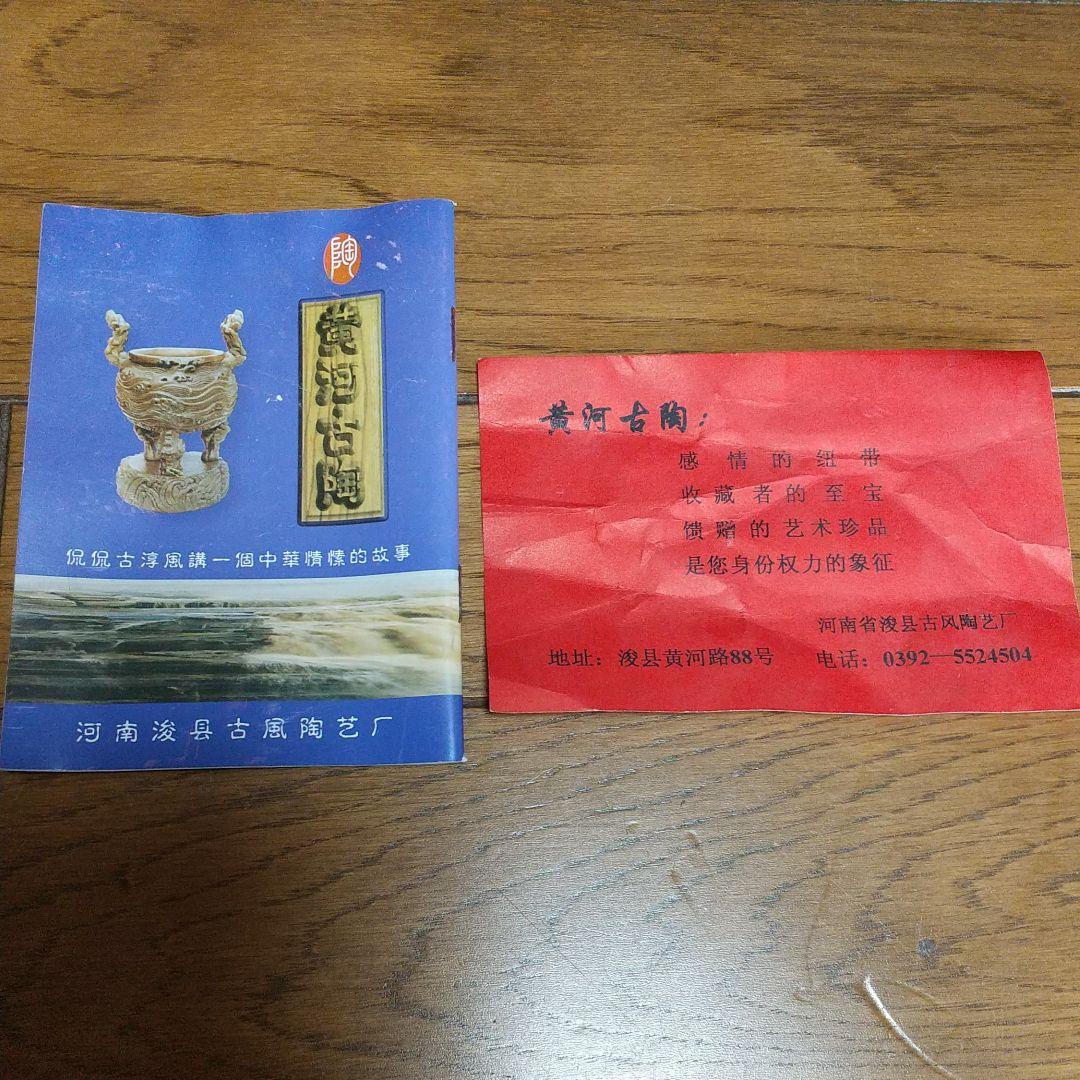 陶
黄河古陶
侃侃古淳風講一個中華情愫的故事
河南浚县古風陶艺厂
黄河古陶：
感情的纽带
收藏者的至宝
馈赠的艺术珍品
是您身份权力的象征
河南省浚县古风陶艺厂
地址：浚县黄河路88号 电话：0392—5524504